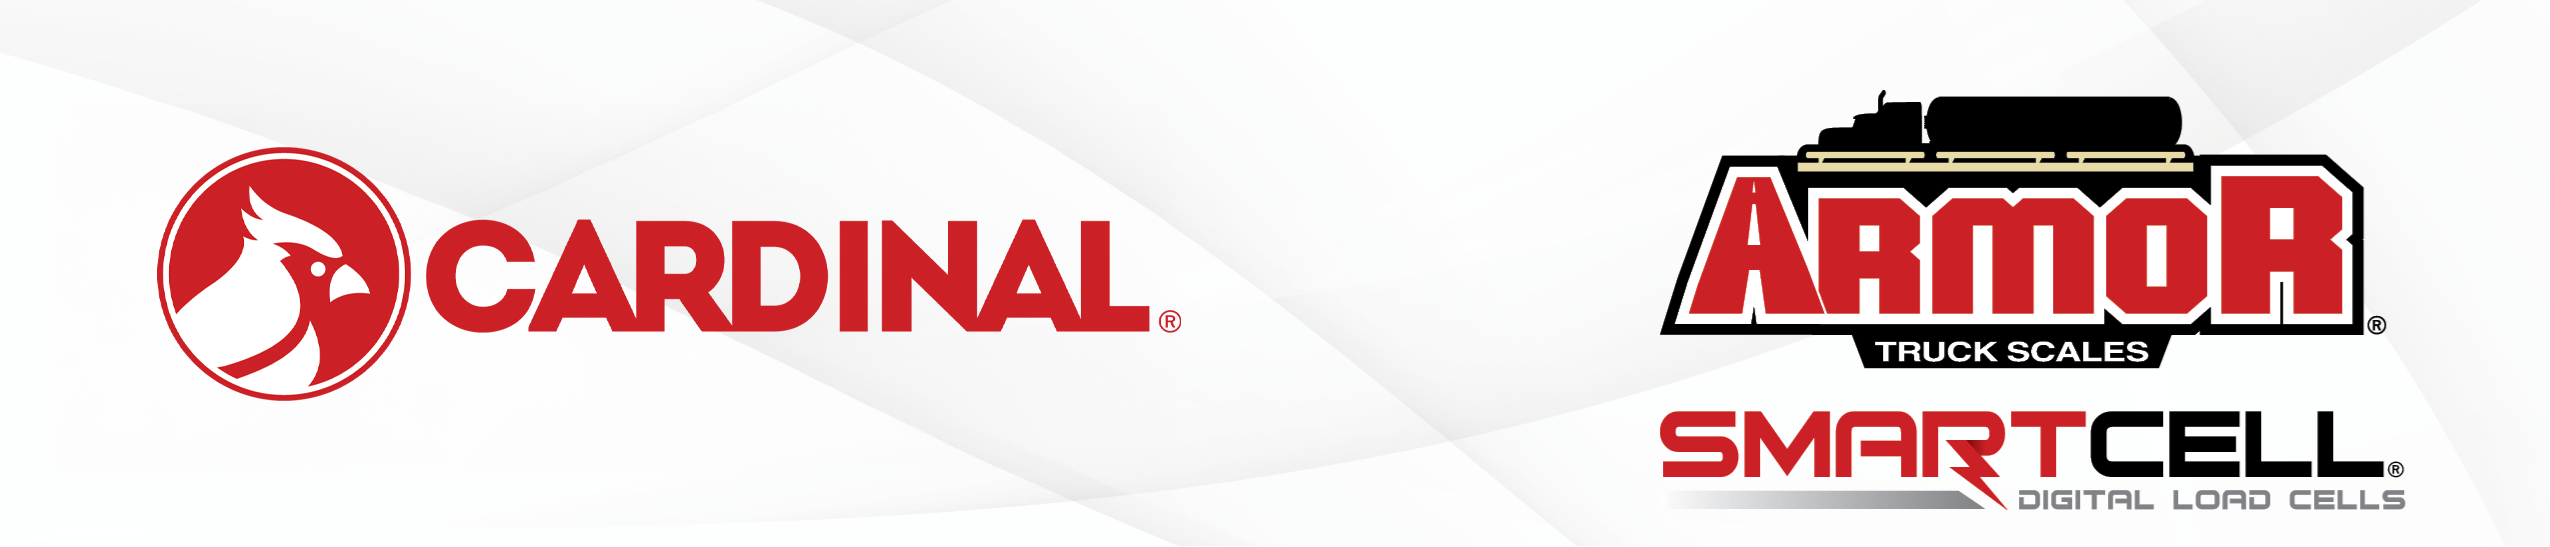 CARDINAL®
ARMOR®
TRUCK SCALES
SMARTCELL®
DIGITAL LOAD CELLS